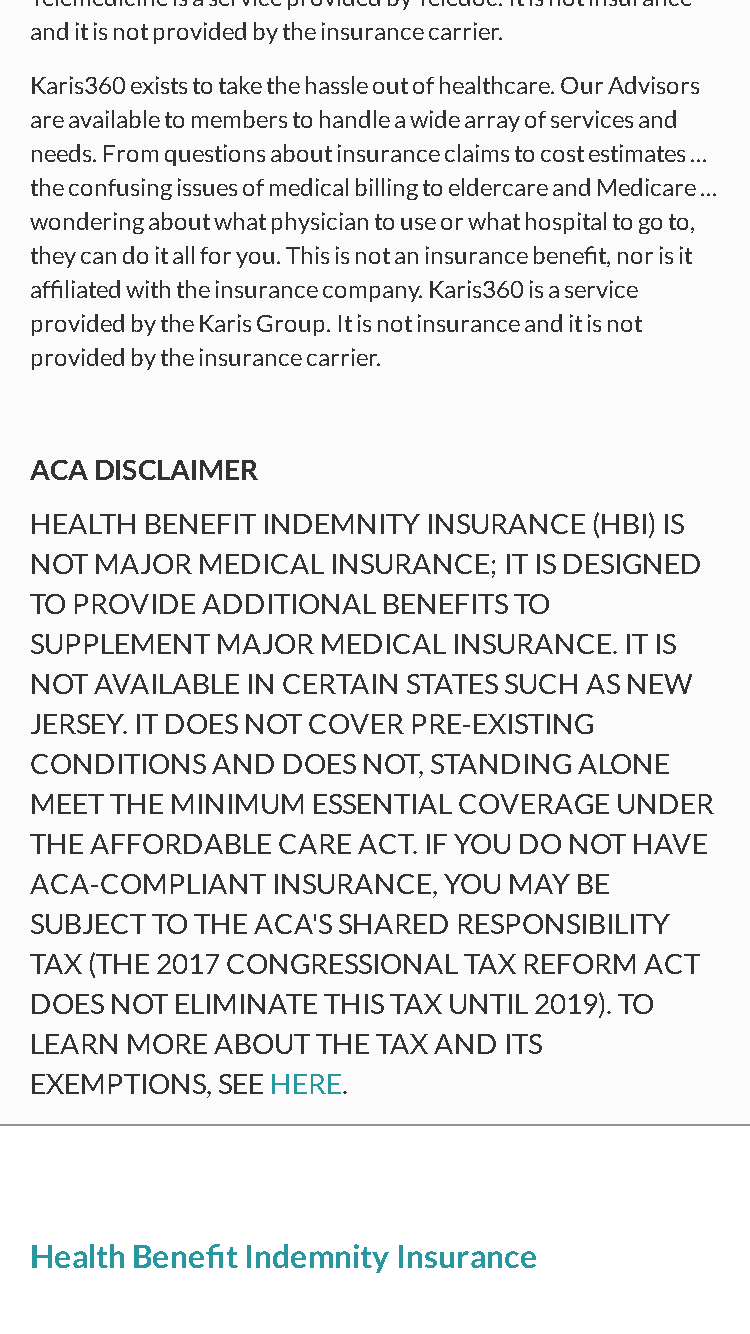 Telemedicine is a service provided by Teledoc. It is not insurance
and it is not provided by the insurance carrier.
Karis360 exists to take the hassle out of healthcare. Our Advisors
are available to members to handle a wide array of services and
needs. From questions about insurance claims to cost estimates ...
the confusing issues of medical billing to eldercare and Medicare ...
wondering about what physician to use or what hospital to go to,
they can do it all for you. This is not an insurance benefit, nor is it
affiliated with the insurance company. Karis360 is a service
provided by the Karis Group. It is not insurance and it is not
provided by the insurance carrier.
ACA DISCLAIMER
HEALTH BENEFIT INDEMNITY INSURANCE (HBI) IS
NOT MAJOR MEDICAL INSURANCE; IT IS DESIGNED
TO PROVIDE ADDITIONAL BENEFITS TO
SUPPLEMENT MAJOR MEDICAL INSURANCE. IT IS
NOT AVAILABLE IN CERTAIN STATES SUCH AS NEW
JERSEY. IT DOES NOT COVER PRE-EXISTING
CONDITIONS AND DOES NOT, STANDING ALONE
MEET THE MINIMUM ESSENTIAL COVERAGE UNDER
THE AFFORDABLE CARE ACT. IF YOU DO NOT HAVE
ACA-COMPLIANT INSURANCE, YOU MAY BE
SUBJECT TO THE ACA'S SHARED RESPONSIBILITY
TAX (THE 2017 CONGRESSIONAL TAX REFORM ACT
DOES NOT ELIMINATE THIS TAX UNTIL 2019). TO
LEARN MORE ABOUT THE TAX AND ITS
EXEMPTIONS, SEE HERE.
Health Benefit Indemnity Insurance